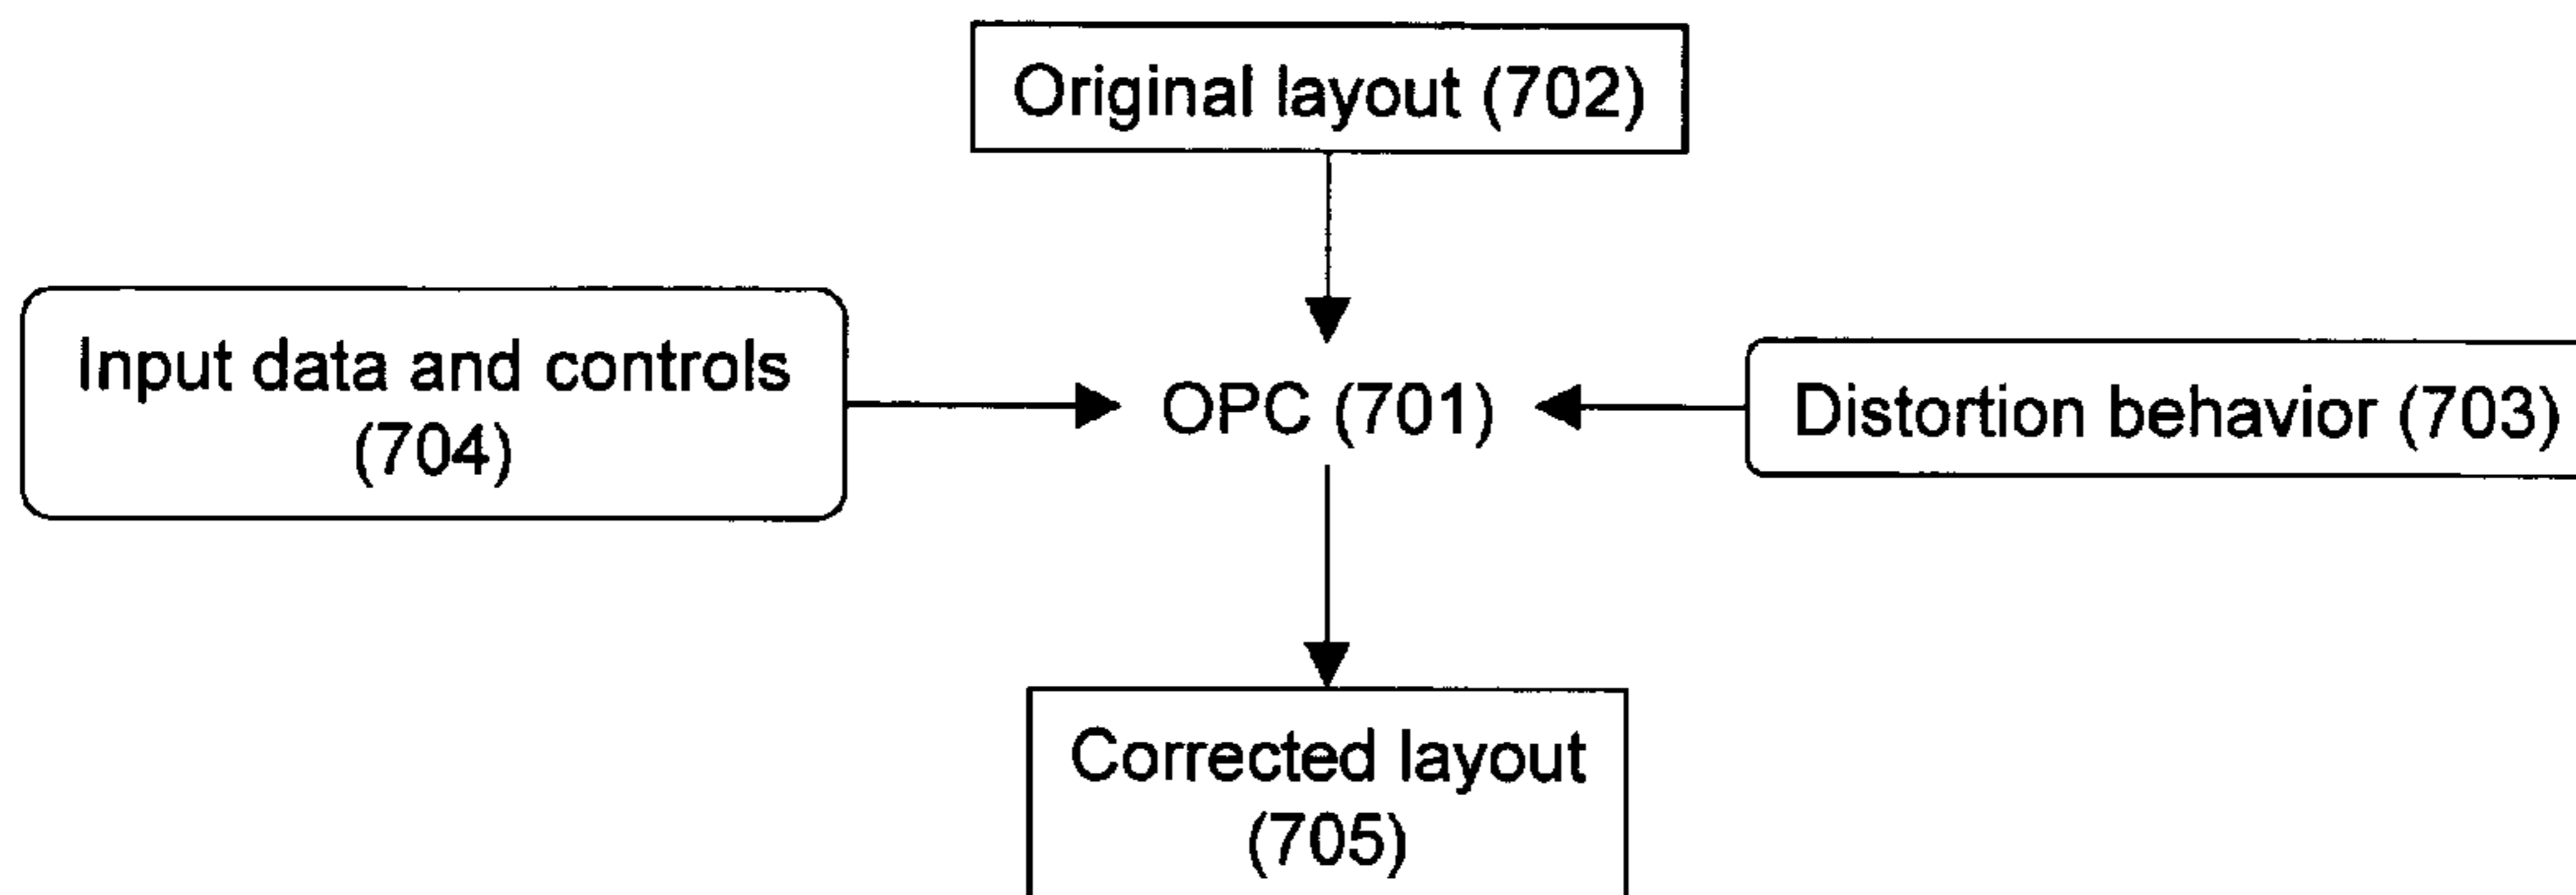 Original layout (702)
Input data and controls
(704)
OPC (701)
Distortion behavior (703)
Corrected layout
(705)